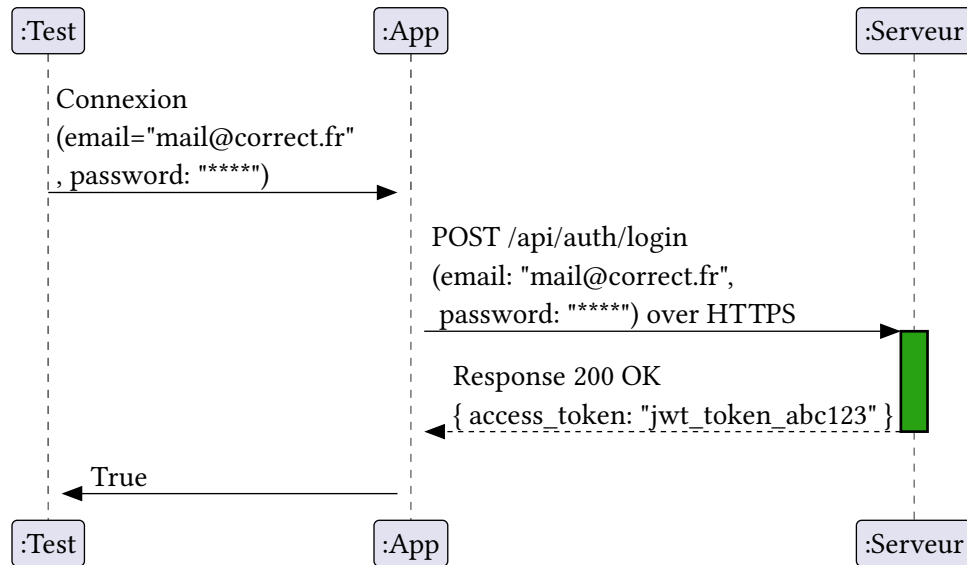 :Test
:App
:Serveur
Connexion
(email="mail@correct.fr"
, password: "****")
POST /api/auth/login
(email: "mail@correct.fr",
password: "****") over HTTPS
Response 200 OK
{ access_token: "jwt_token_abc123" }
True
:Test
:App
:Serveur